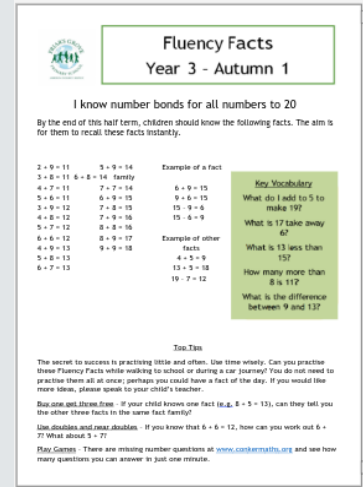 FRIARS GROVE
PRIMARY SCHOOL
Fluency Facts
Year 3 – Autumn 1
I know number bonds for all numbers to 20
By the end of this half term, children should know the following facts. The aim is
for them to recall these facts instantly.
2 + 9 = 11 5 + 9 = 14 Example of a fact
3 + 8 = 11 6 + 8 = 14 family
4 + 7 = 11 7 + 7 = 14 6 + 9 = 15
5 + 6 = 11 6 + 9 = 15 9 + 6 = 15
3 + 9 = 12 7 + 8 = 15 15 – 9 = 6
4 + 8 = 12 7 + 9 = 16 15 – 6 = 9
5 + 7 = 12 8 + 8 = 16
6 + 6 = 12 8 + 9 = 17 Example of other
4 + 9 = 13 9 + 9 = 18 facts
5 + 8 = 13 4 + 5 = 9
6 + 7 = 13 13 + 5 = 18
19 – 7 = 12
Key Vocabulary
What do I add to 5 to
make 19?
What is 17 take away
6?
What is 13 less than
15?
How many more than
8 is 11?
What is the difference
between 9 and 13?
Top Tips
The secret to success is practising little and often. Use time wisely. Can you practise
these Fluency Facts while walking to school or during a car journey? You do not need to
practise them all at once; perhaps you could have a fact of the day. If you would like
more ideas, please speak to your child's teacher.
Buy one get three free – If your child knows one fact (e.g. 8 + 5 = 13), can they tell you
the other three facts in the same fact family?
Use doubles and near doubles – If you know that 6 + 6 = 12, how can you work out 6 +
7? What about 5 + 7?
Play Games – There are missing number questions at www.conkermaths.org and see how
many questions you can answer in just one minute.